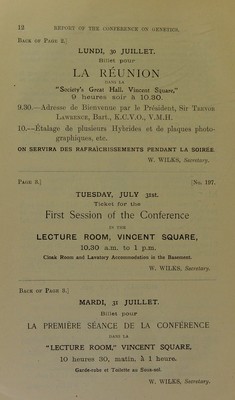 12 REPORT OF THE CONFERENCE ON GENETICS.
BACK OF PAGE 2.]
LUNDI, 30 JUILLET.
Billet pour
LA RÉUNION
DANS LA
"Society's Great Hall, Vincent Square,"
9 heures soir à 10.30.
9.30.—Adresse de Bienvenue par le Président, Sir TREVOR
LAWRENCE, Bart., K.C.V.O., V.M.H.
10.—Étalage de plusieurs Hybrides et de plaques photo-
graphiques, etc.
ON SERVIRA DES RAFRAÎCHISSEMENTS PENDANT LA SOIRÉE.
W. WILKS, Secretary.
PAGE 3.] [No. 197.
TUESDAY, JULY 31st.
Ticket for the
First Session of the Conference
IN THE
LECTURE ROOM, VINCENT SQUARE,
10.30 a.m. to 1 p.m.
Cloak Room and Lavatory Accommodation in the Basement.
W. WILKS, Secretary.
BACK OF PAGE 3.]
MARDI, 31 JUILLET.
Billet pour
LA PREMIÈRE SÉANCE DE LA CONFÉRENCE
DANS LA
"LECTURE ROOM," VINCENT SQUARE,
10 heures 30, matin, à 1 heure.
Garde-robe et Toilette au Sous-sol.
W. WILKS, Secretary.